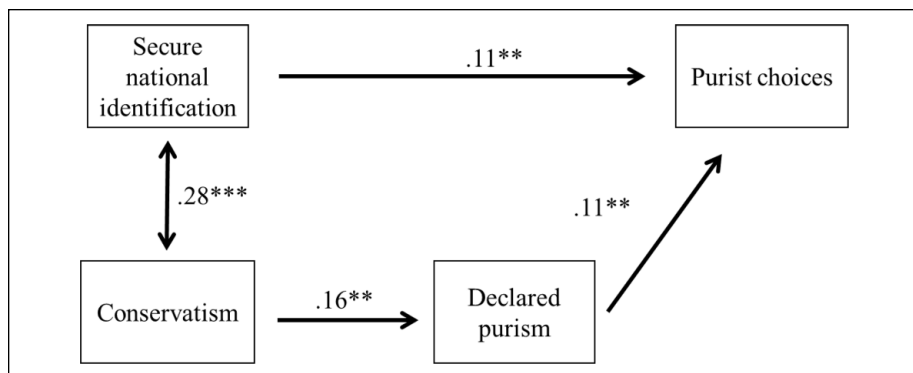 Secure
national
identification
.11**
Purist choices
.28***
.11**
Conservatism
.16**
Declared
purism